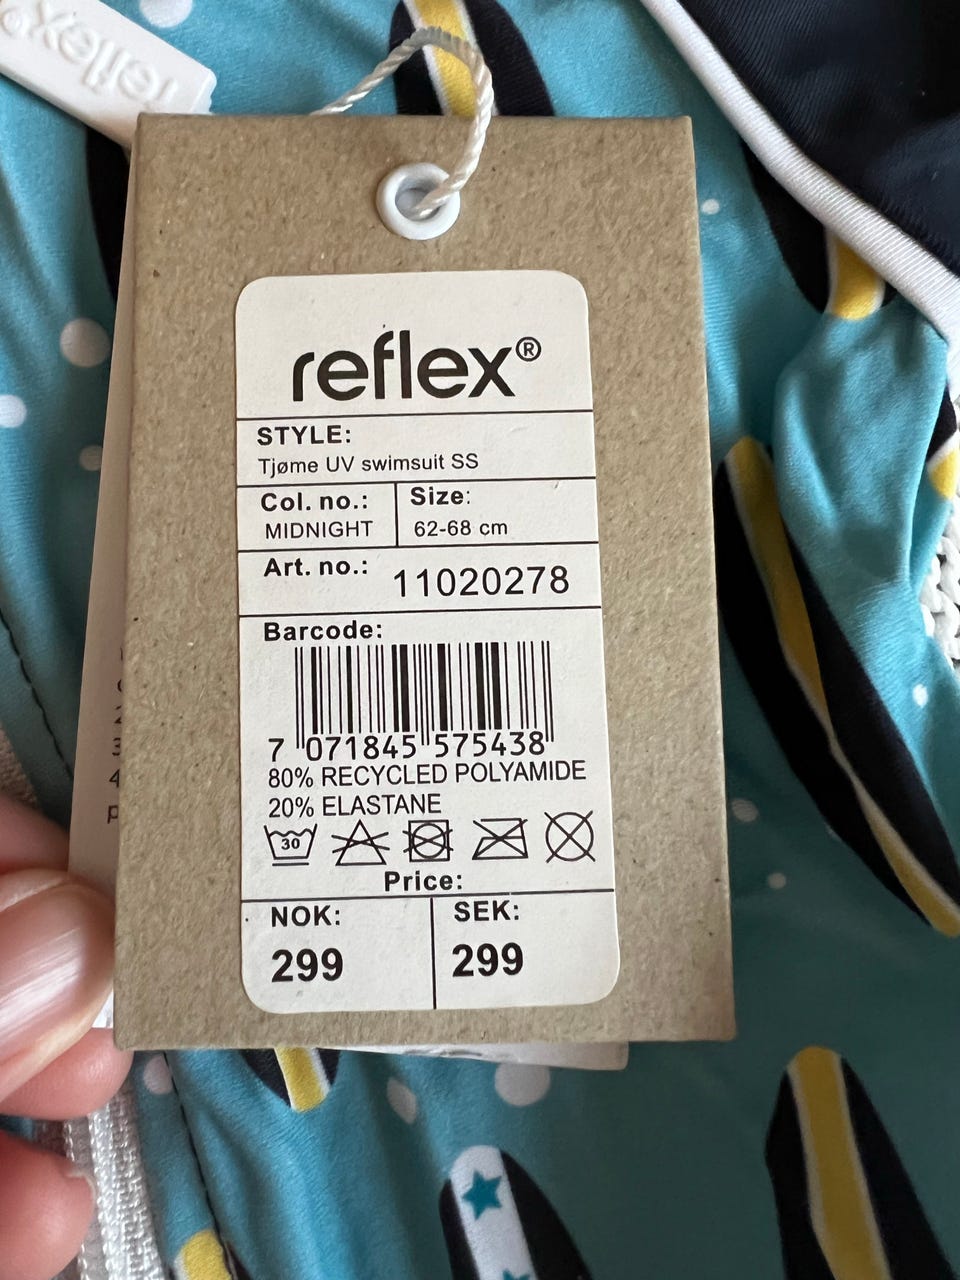 reflex®
reflex®
STYLE:
Tjøme UV swimsuit SS
Col. no.: Size:
MIDNIGHT 62-68 cm
Art. no.: 11020278
Barcode:
7 071845 575438
80% RECYCLED POLYAMIDE
20% ELASTANE
30
Price:
NOK: SEK:
299 299